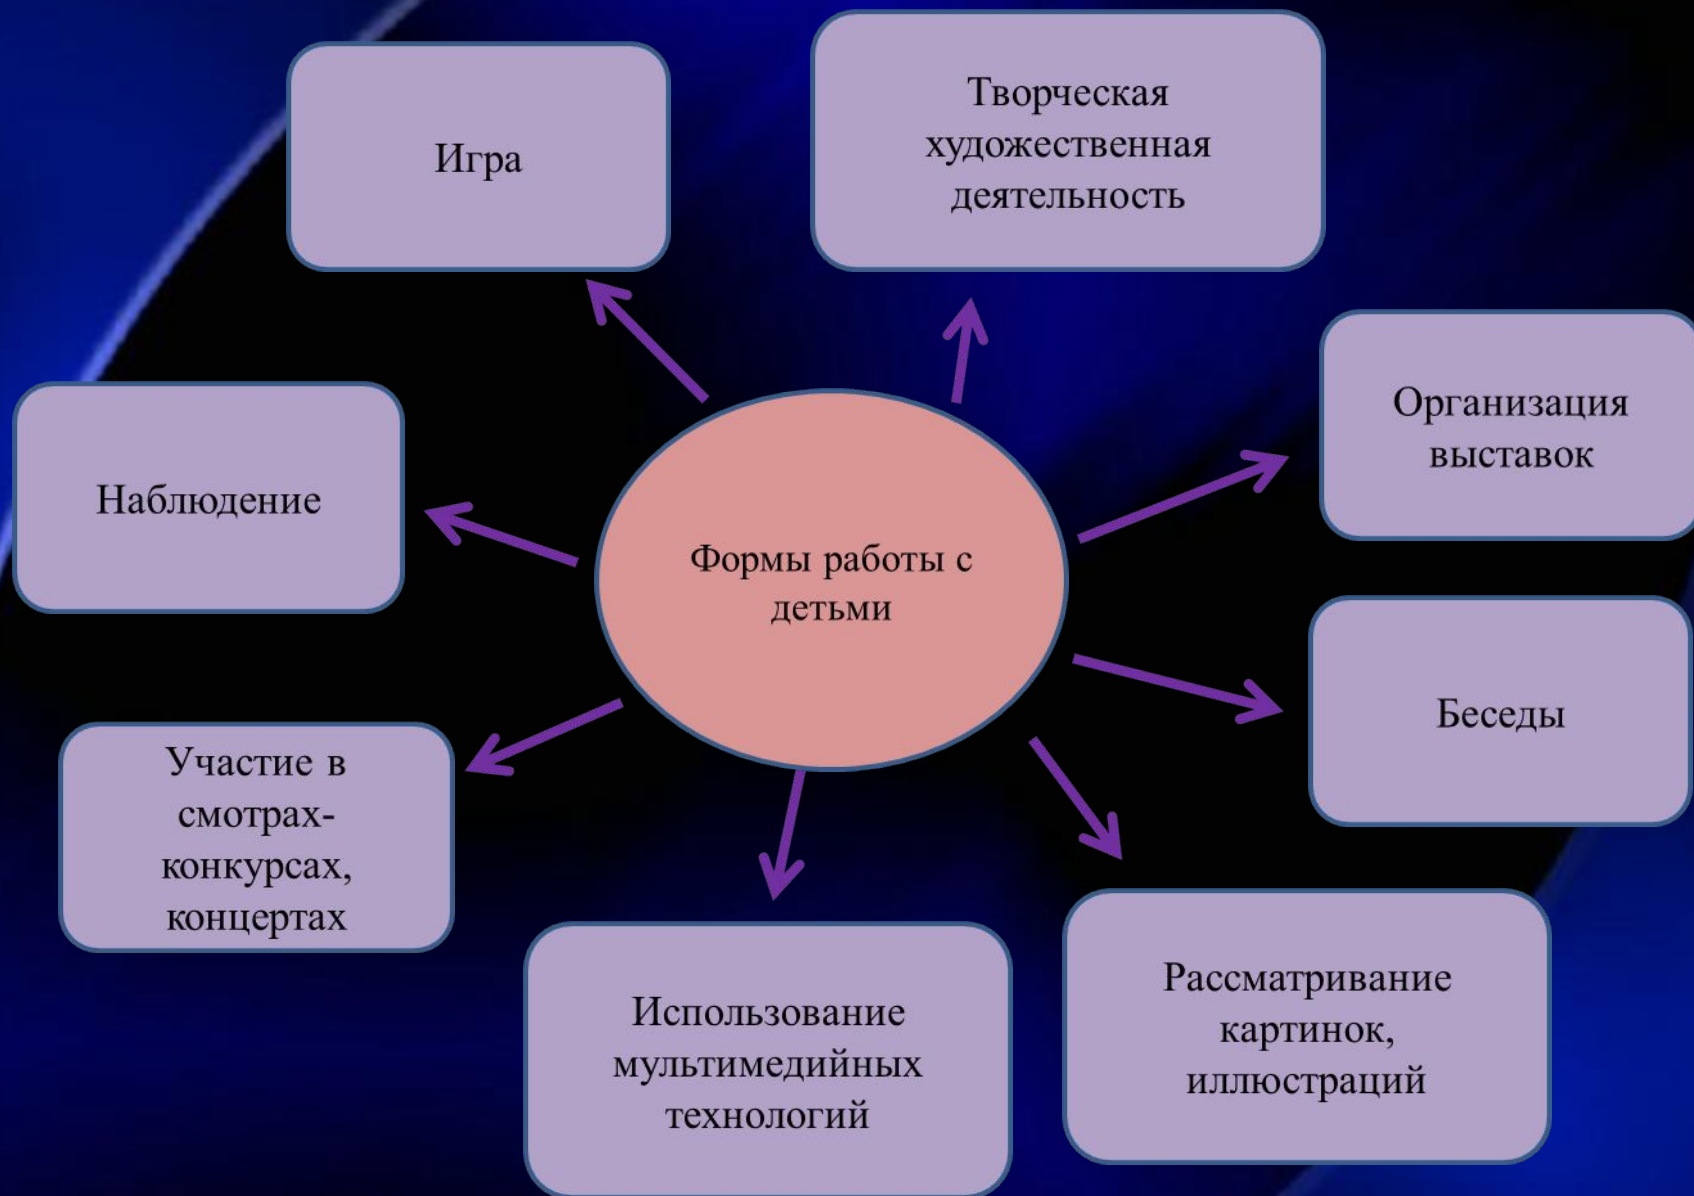 Игра
Творческая
художественная
деятельность
Организация
выставок
Наблюдение
Формы работы с
детьми
Беседы
Участие в
смотрах-
конкурсах,
концертах
Рассматривание
картинок,
иллюстраций
Использование
мультимедийных
технологий